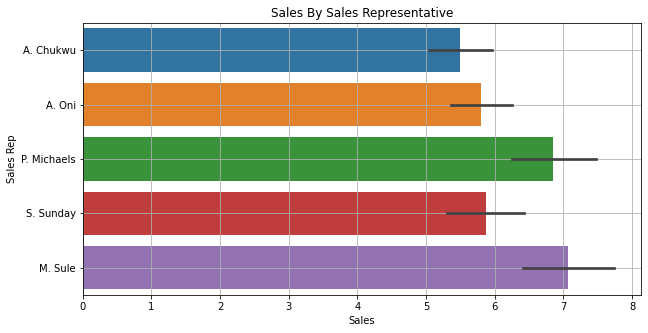 Sales By Sales Representative
Sales Rep
A. Chukwu
A. Oni
P. Michaels
S. Sunday
M. Sule
0 1 2 3 4 5 6 7 8
Sales